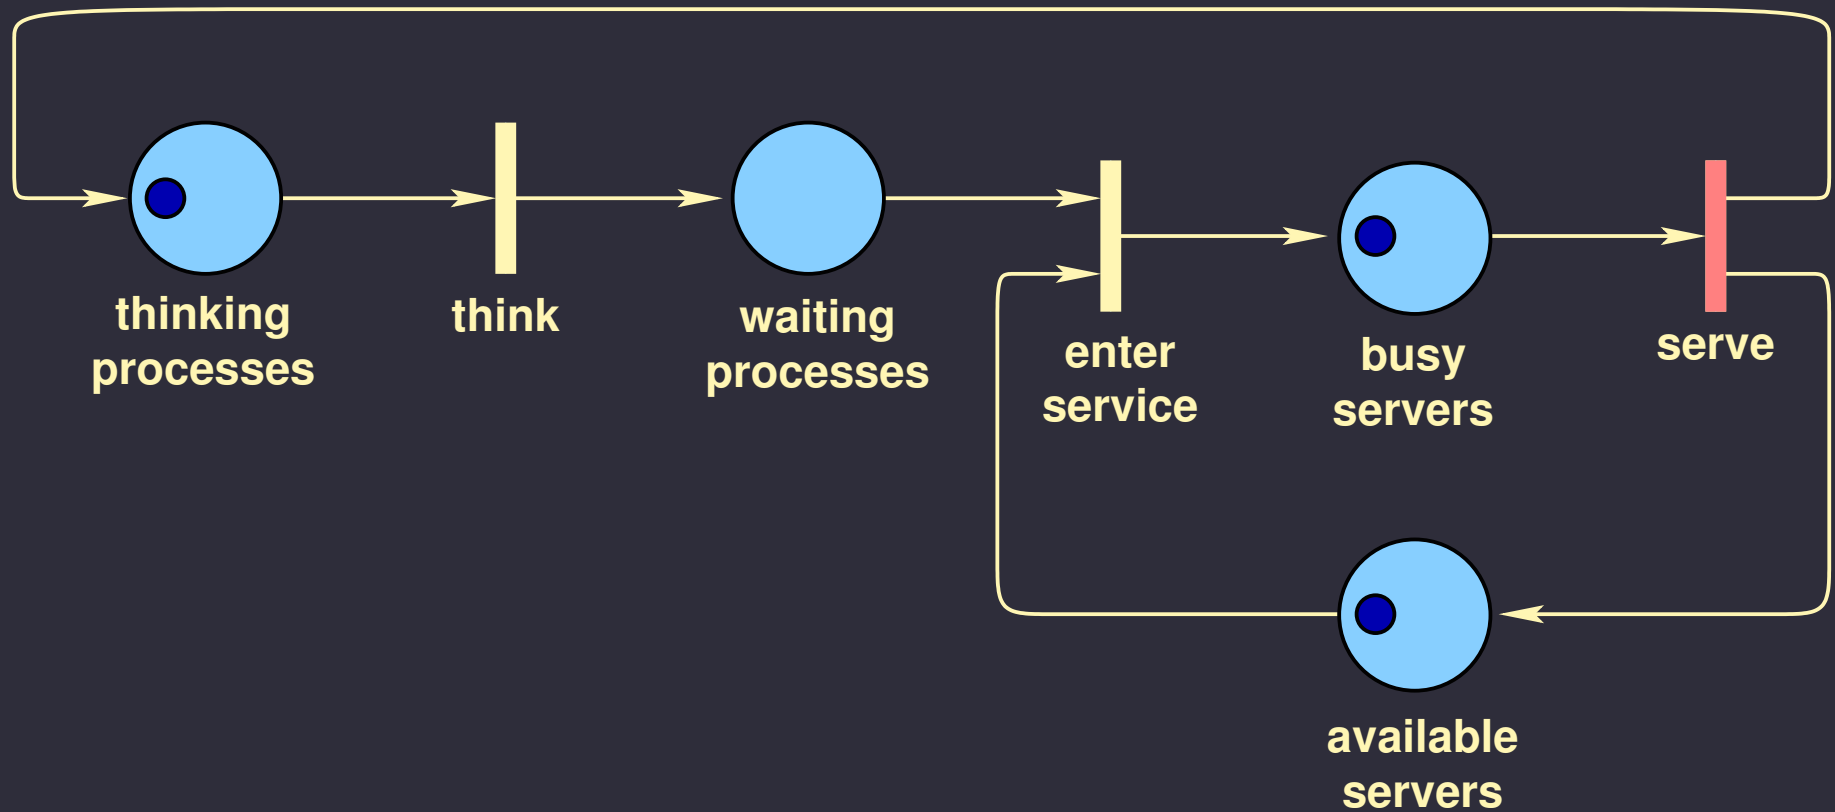 thinking
processes
think
waiting
processes
enter
service
busy
servers
serve
available
servers